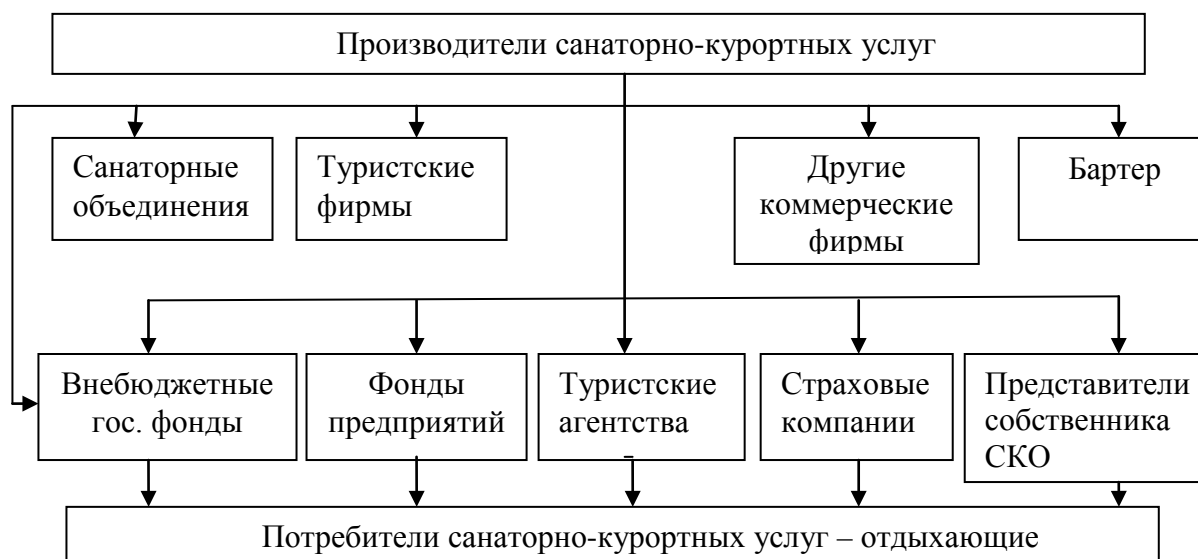 Производители санаторно-курортных услуг
Санаторные
объединения
Туристские
фирмы
Другие
коммерческие
фирмы
Бартер
Внебюджетные
гос. фонды
Фонды
предприятий
Туристские
агентства
Страховые
компании
Представители
собственника
СКО
Потребители санаторно-курортных услуг – отдыхающие